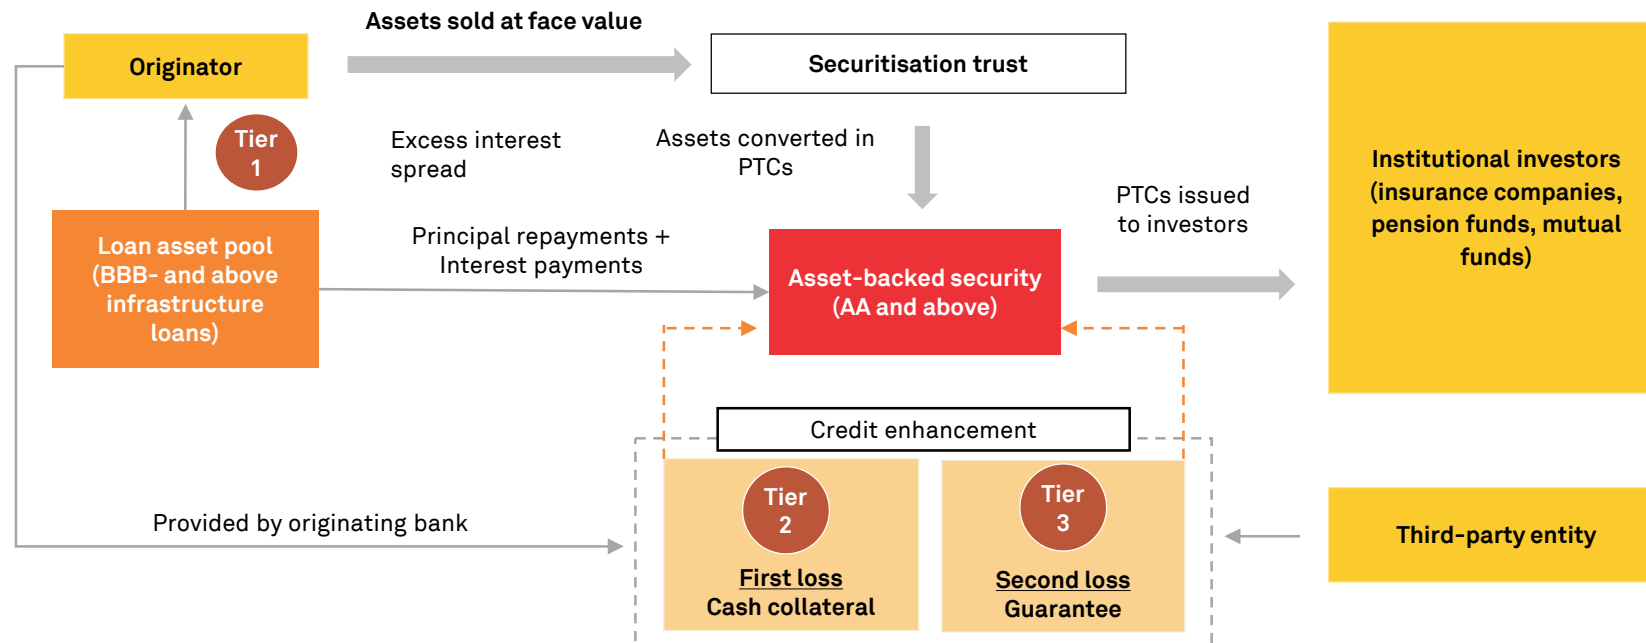 Assets sold at face value
Originator
Securitisation trust
Tier
1
Excess interest
spread
Assets converted in
PTCs
Institutional investors
(insurance companies,
pension funds, mutual
funds)
PTCs issued
to investors
Loan asset pool
(BBB- and above
infrastructure
loans)
Principal repayments +
Interest payments
Asset-backed security
(AA and above)
Credit enhancement
Tier
2
First loss
Cash collateral
Tier
3
Second loss
Guarantee
Provided by originating bank
Third-party entity